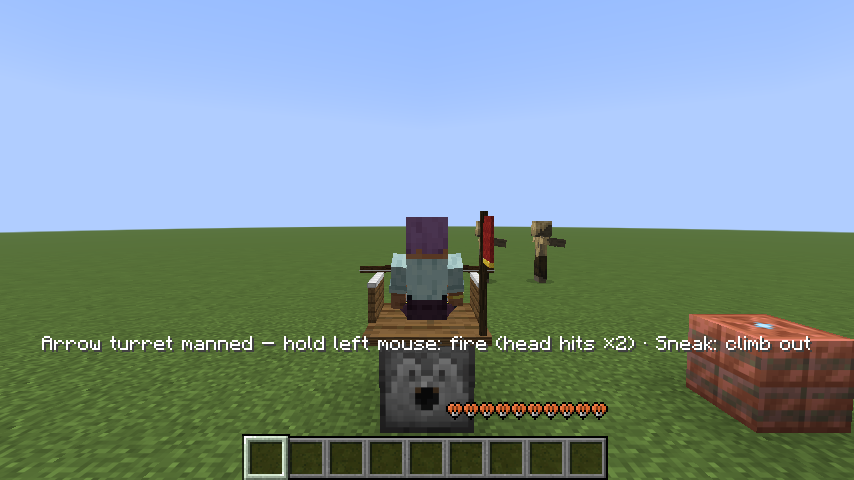 Arrow turret manned – hold left mouse: fire (head hits ×2) · Sneak: climb out